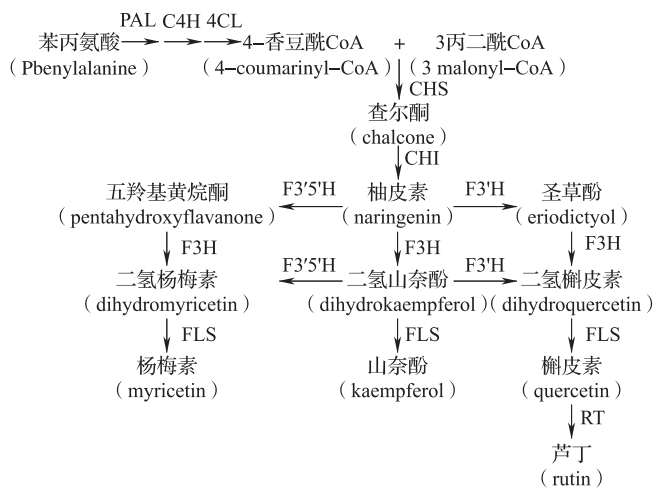 PAL C4H 4CL
苯丙氨酸 4-香豆酰CoA + 3丙二酰CoA
(Pbenylalanine) (4-coumarinyl-CoA) (3 malonyl-CoA)
CHS
查尔酮
(chalcone)
CHI
五羚基黄烷酮 F3′5'H 柚皮素 F3'H 圣草酚
(pentahydroxyflavanone) (naringenin) (eriodictyol)
F3H F3H F3H
二氢杨梅素 F3′5'H 二氢山奈酚 F3'H 二氢槲皮素
(dihydromyricetin) (dihydrokaempferol) (dihydroquercetin)
FLS FLS FLS
杨梅素 山奈酚 槲皮素
(myricetin) (kaempferol) (quercetin)
RT
芦丁
(rutin)